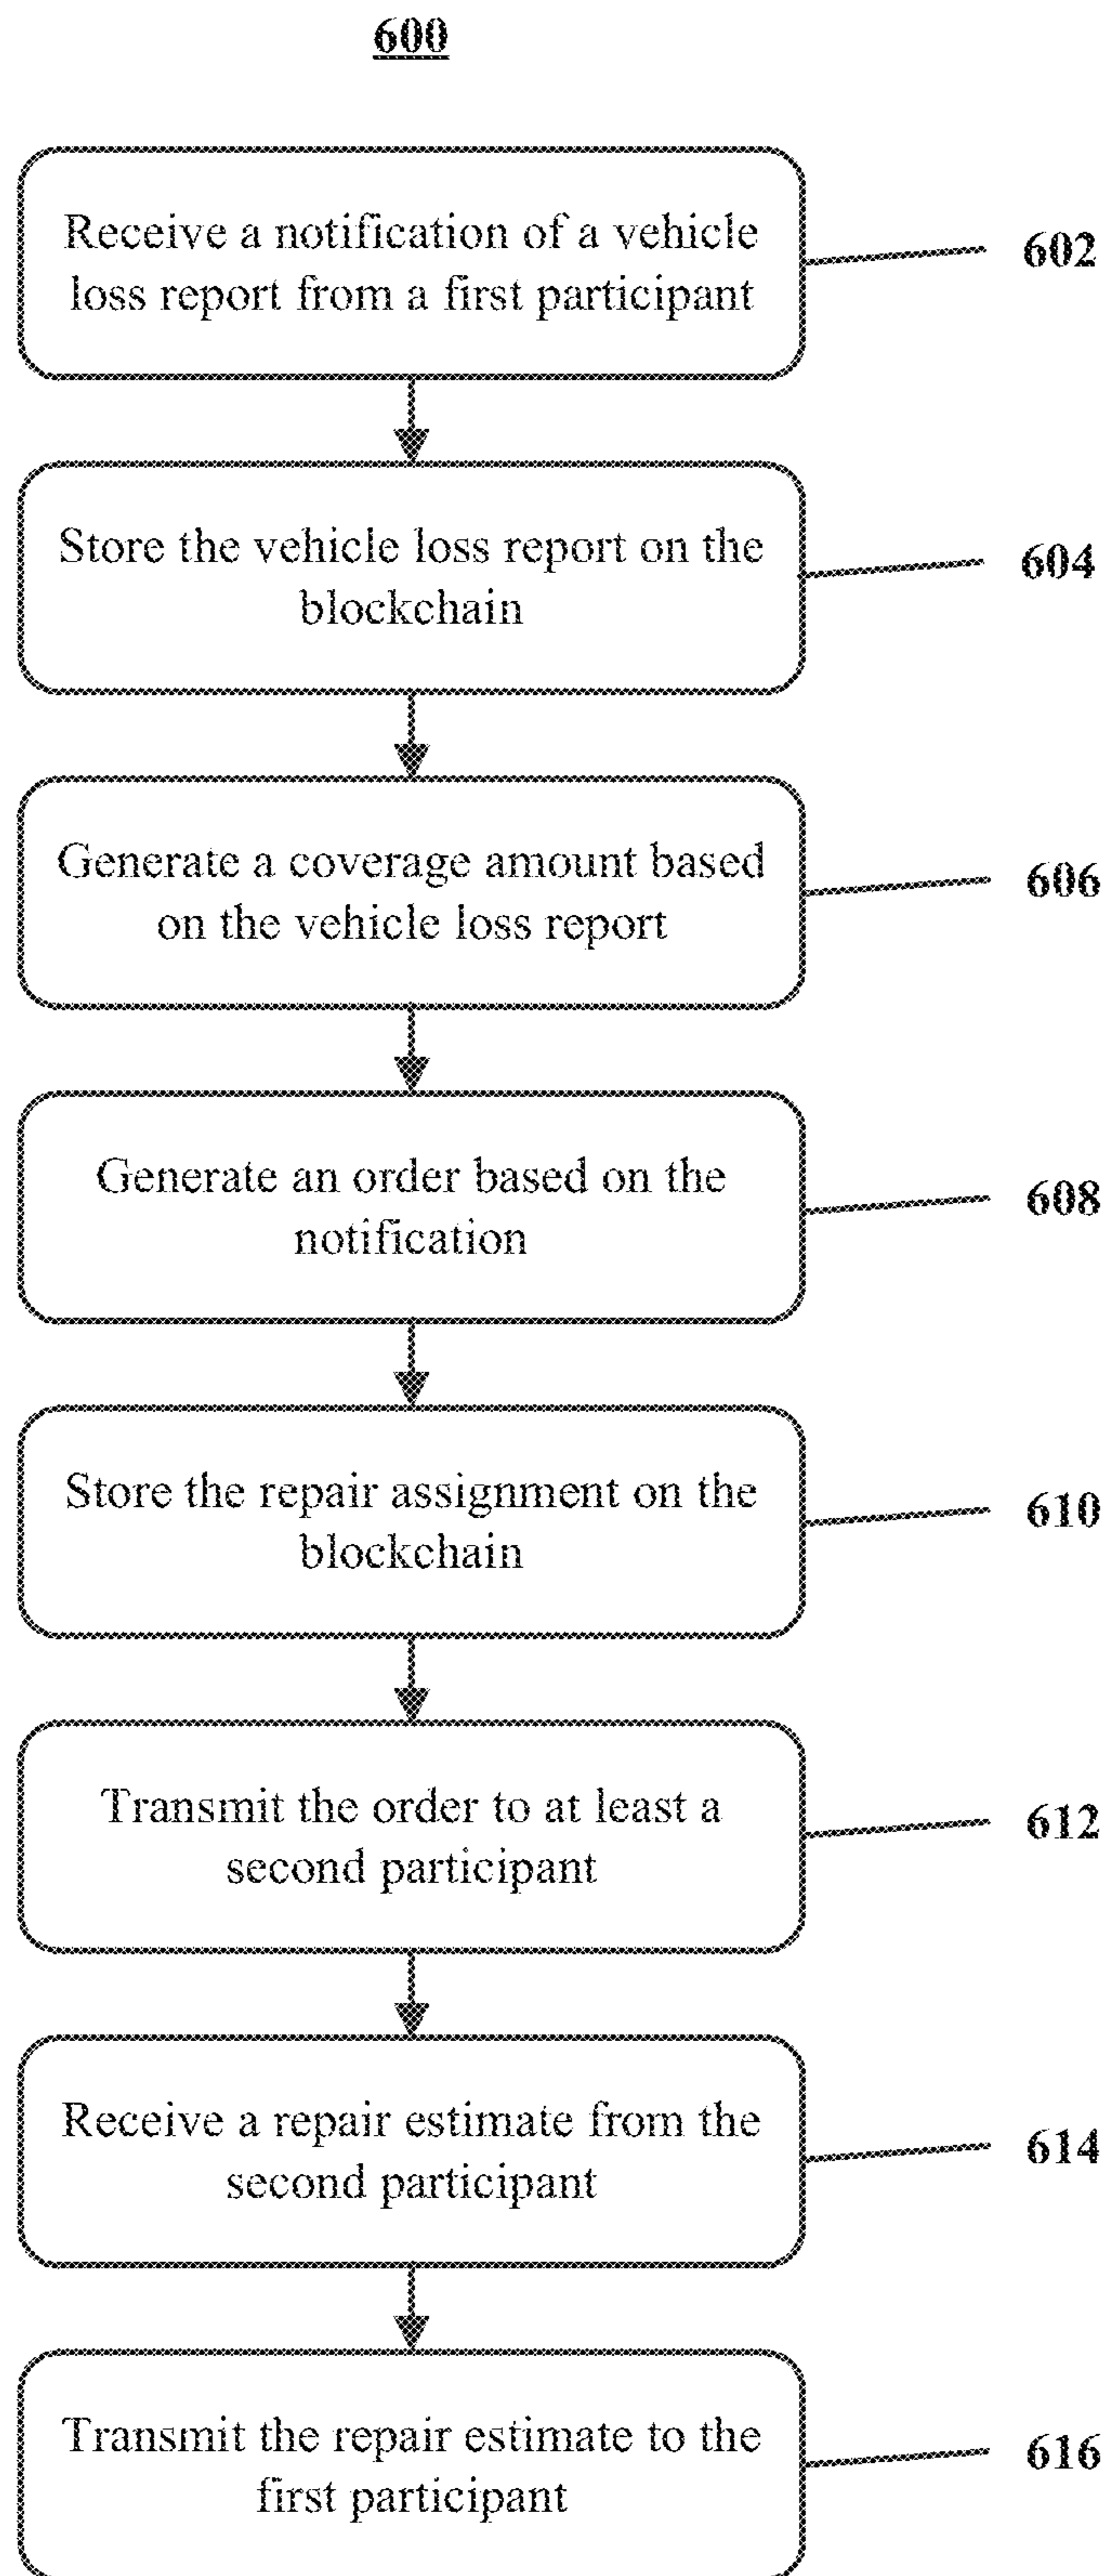 600
Receive a notification of a vehicle
loss report from a first participant
602
Store the vehicle loss report on the
blockchain
604
Generate a coverage amount based
on the vehicle loss report
606
Generate an order based on the
notification
608
Store the repair assignment on the
blockchain
610
Transmit the order to at least a
second participant
612
Receive a repair estimate from the
second participant
614
Transmit the repair estimate to the
first participant
616